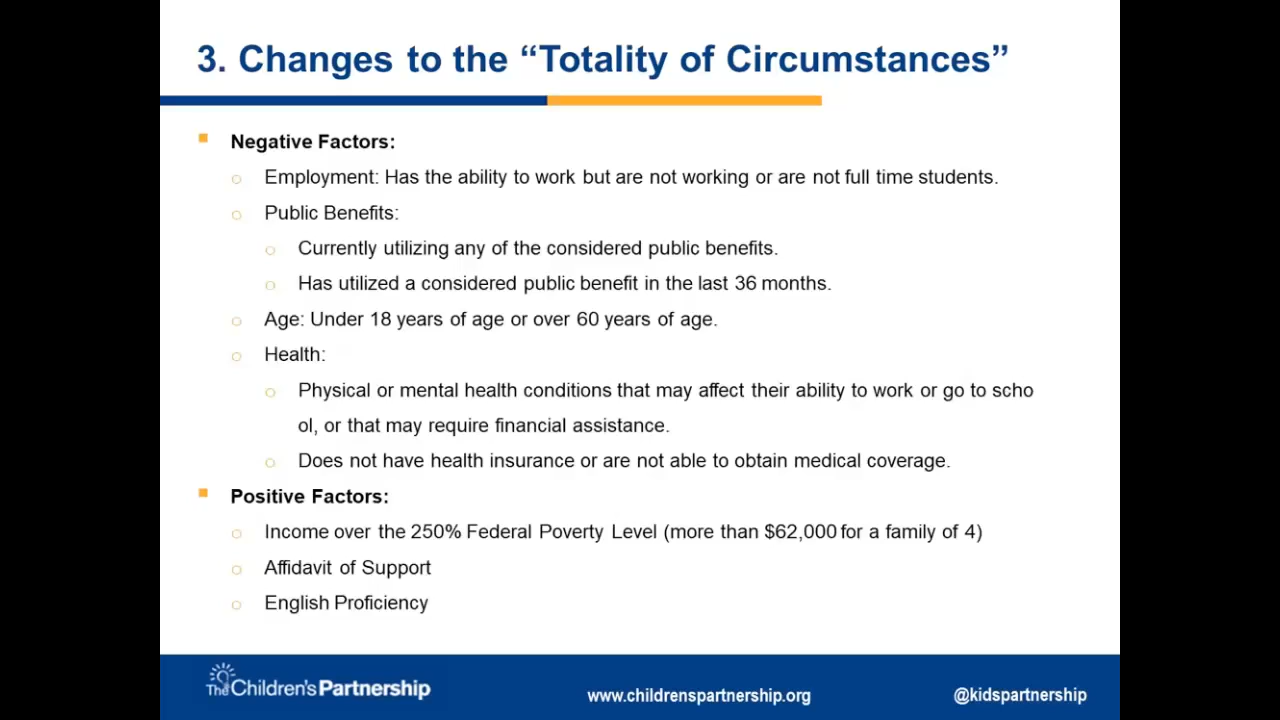 3. Changes to the “Totality of Circumstances”
Negative Factors:
Employment: Has the ability to work but are not working or are not full time students.
Public Benefits:
Currently utilizing any of the considered public benefits.
Has utilized a considered public benefit in the last 36 months.
Age: Under 18 years of age or over 60 years of age.
Health:
Physical or mental health conditions that may affect their ability to work or go to scho
ol, or that may require financial assistance.
Does not have health insurance or are not able to obtain medical coverage.
Positive Factors:
Income over the 250% Federal Poverty Level (more than $62,000 for a family of 4)
Affidavit of Support
English Proficiency
The Children's Partnership
www.childrenspartnership.org
@kidspartnership